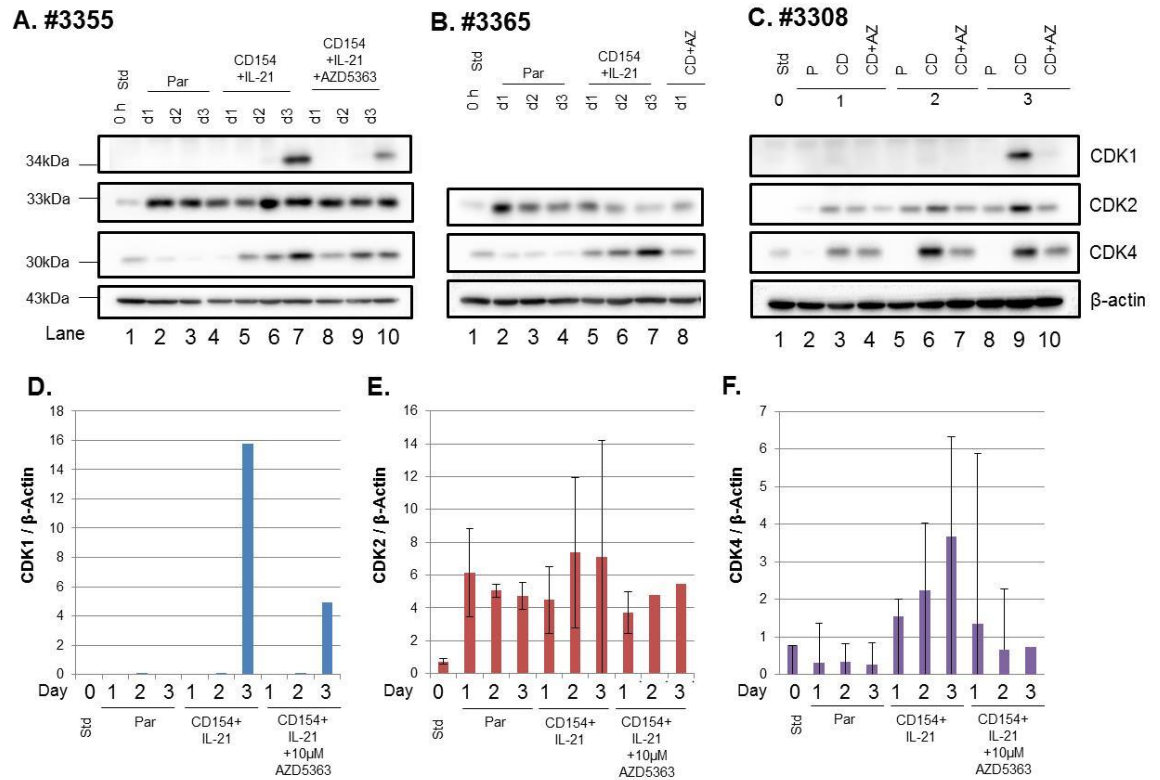 A. #3355
Std
Par
CD154
+IL-21
CD154
+IL-21
+AZD5363
0 h
d1
d2
d3
d1
d2
d3
d1
d2
d3
34kDa
33kDa
30kDa
43kDa
Lane
1 2 3 4 5 6 7 8 9 10
B. #3365
Std
Par
CD154
+IL-21
CD+AZ
0 h
d1
d2
d3
d1
d2
d3
d1
1 2 3 4 5 6 7 8
C. #3308
Std
P
CD
CD+AZ
P
CD
CD+AZ
P
CD
CD+AZ
0 1 2 3
CDK1
CDK2
CDK4
β-actin
1 2 3 4 5 6 7 8 9 10
D.
CDK1 / β-Actin
18
16
14
12
10
8
6
4
2
0
Day 0 1 2 3 1 2 3 1 2 3
Std
Par
CD154+
IL-21
CD154+
IL-21
+10µM
AZD5363
E.
CDK2 / β-Actin
16
14
12
10
8
6
4
2
0
Day 0 1 2 3 1 2 3 1 2 3
Std
Par
CD154+
IL-21
CD154+
IL-21
+10µM
AZD5363
F.
CDK4 / β-Actin
7
6
5
4
3
2
1
0
Day 0 1 2 3 1 2 3 1 2 3
Std
Par
CD154+
IL-21
CD154+
IL-21
+10µM
AZD5363